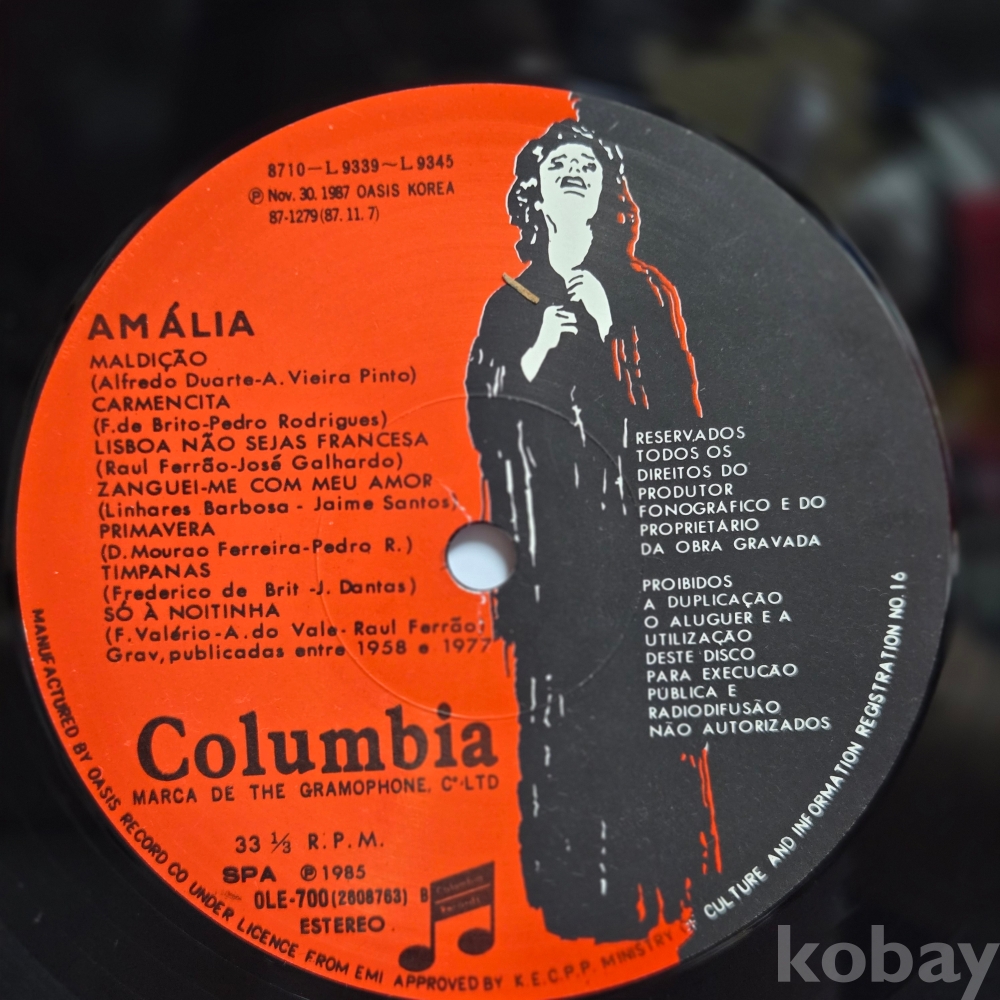 8710—L 9339~L 9345
℗ Nov. 30. 1987 OASIS KOREA
87-1279 (87. 11. 7)
AMÁLIA
MALDIÇÃO
(Alfredo Duarte-A. Vieira Pinto)
CARMENCITA
(F. de Brito-Pedro Rodrigues)
LISBOA NÃO SEJAS FRANCESA
(Raul Ferrão-José Galhardo)
ZANGUEI-ME COM MEU AMOR
(Linhares Barbosa - Jaime Santos)
PRIMAVERA
(D. Mourao Ferreira-Pedro R.)
TIMPANAS
(Frederico de Brit -J. Dantas)
SÓ À NOITINHA
(F. Valério-A. do Vale- Raul Ferrão)
Grav, publicadas entre 1958 e 1977
RESERVADOS
TODOS OS
DIREITOS DO
PRODUTOR
FONOGRÁFICO E DO
PROPRIETÁRIO
DA OBRA GRAVADA
PROIBIDOS
A DUPLICAÇÃO
O ALUGUER E A
UTILIZAÇÃO
DESTE DISCO
PARA EXECUCÃO
PÚBLICA E
RADIODIFUSÃO
NÃO AUTORIZADOS
Columbia
MARCA DE THE GRAMOPHONE, Cº.LTD
33 ⅓ R.P.M.
SPA ℗ 1985
OLE-700 (2608763) B
ESTEREO
Columbia
MANUFACTURED BY OASIS RECORD CO UNDER LICENCE FROM EMI APPROVED BY K.E.C.P.P. MINISTRY OF CULTURE AND INFORMATION REGISTRATION NO. 16
kobay